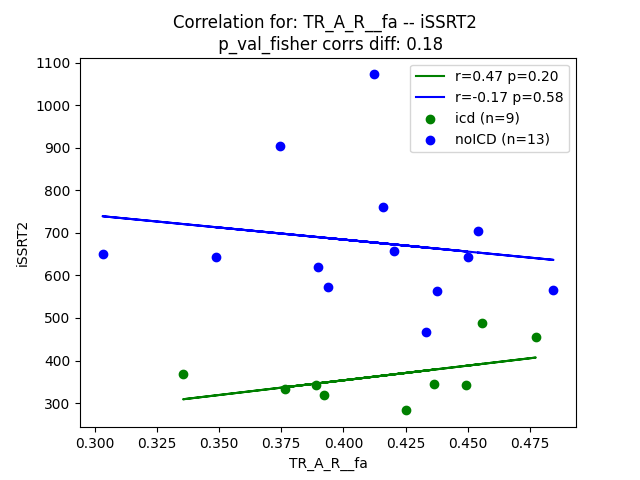 Correlation for: TR_A_R__fa -- iSSRT2
p_val_fisher corrs diff: 0.18
1100
1000
900
800
700
600
500
400
300
iSSRT2
r=0.47 p=0.20
r=-0.17 p=0.58
icd (n=9)
noICD (n=13)
0.300 0.325 0.350 0.375 0.400 0.425 0.450 0.475
TR_A_R__fa